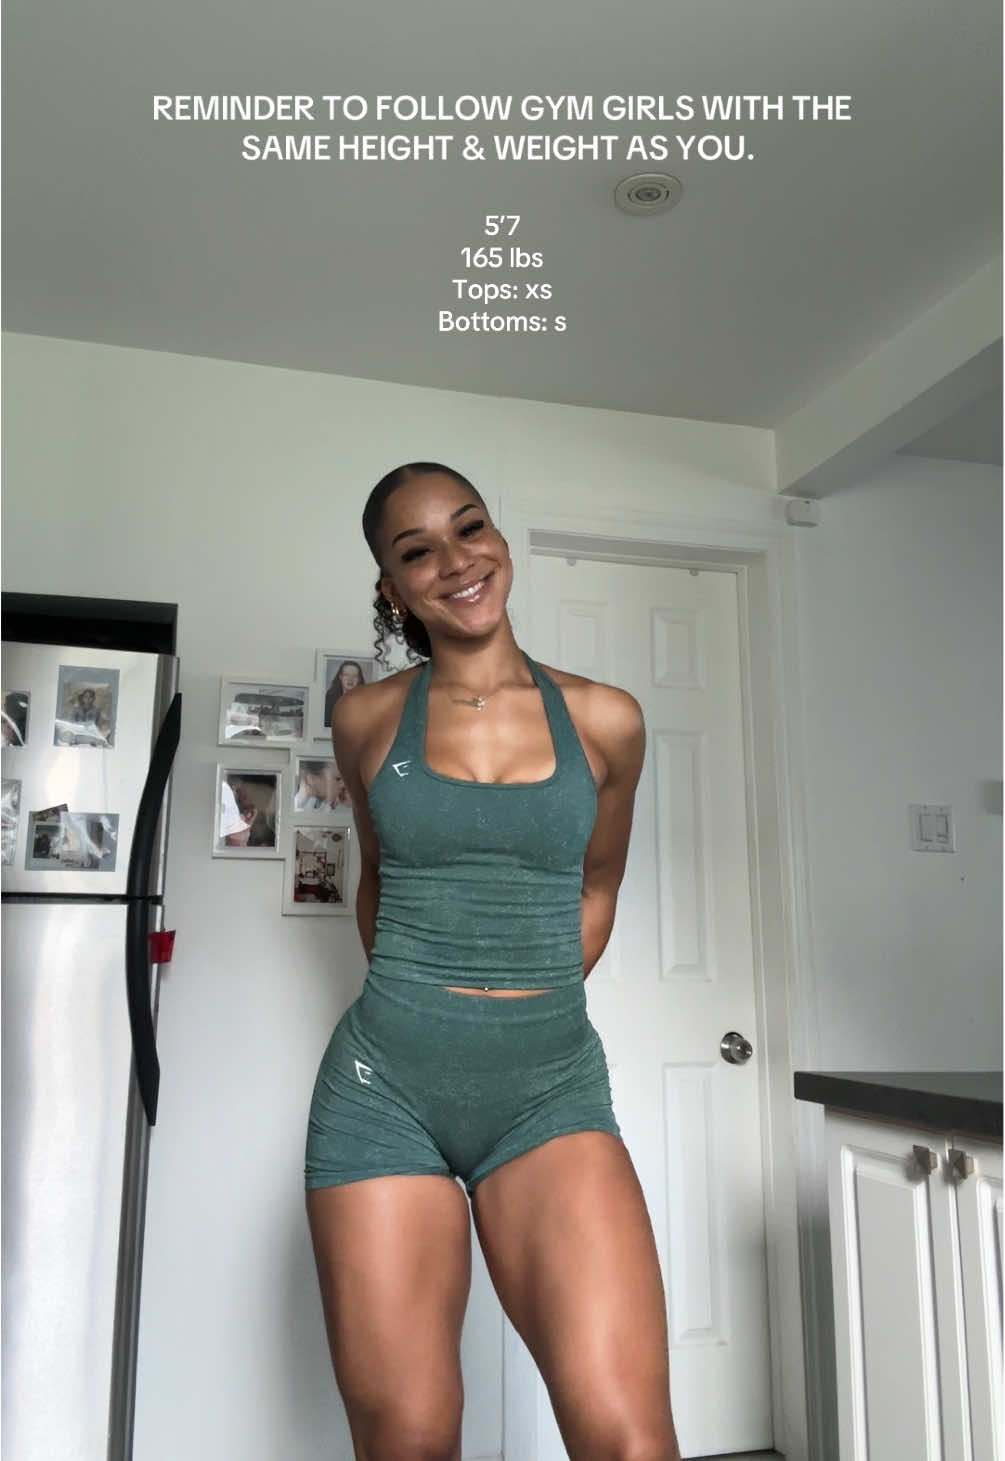 REMINDER TO FOLLOW GYM GIRLS WITH THE
SAME HEIGHT & WEIGHT AS YOU.
5’7
165 lbs
Tops: xs
Bottoms: s